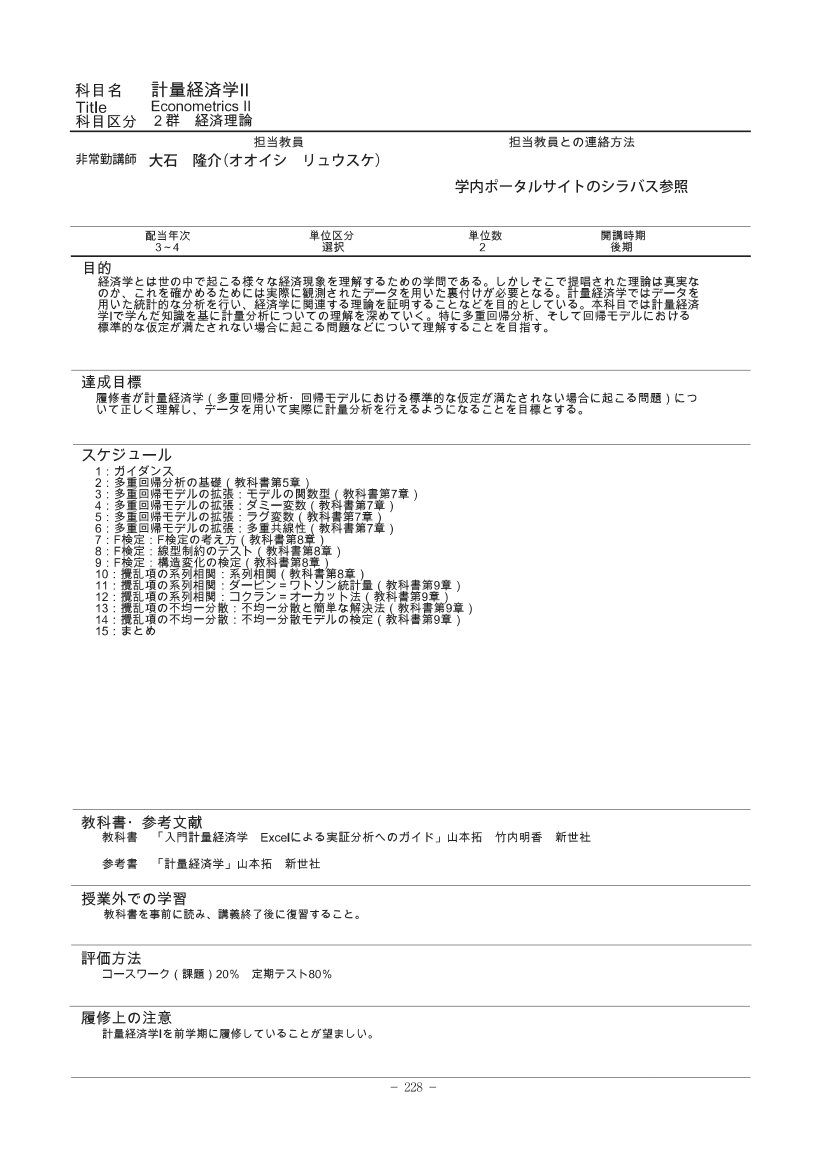 科目名　計量経済学II
Title　Econometrics II
科目区分　２群　経済理論
担当教員　担当教員との連絡方法
非常勤講師　大石　隆介（オオイシ　リュウスケ）
学内ポータルサイトのシラバス参照
配当年次　単位区分　単位数　開講時期
3～4　選択　2　後期
目的
経済学とは世の中で起こる様々な経済現象を理解するための学問である。しかしそこで提唱された理論は真実な
のか、これを確かめるためには実際に観測されたデータを用いた裏付けが必要となる。計量経済学ではデータを
用いた統計的な分析を行い、経済学に関連する理論を証明することなどを目的としている。本科目では計量経済
学Iで学んだ知識を基に計量分析についての理解を深めていく。特に多重回帰分析、そして回帰モデルにおける
標準的な仮定が満たされない場合に起こる問題などについて理解することを目指す。
達成目標
履修者が計量経済学（多重回帰分析・回帰モデルにおける標準的な仮定が満たされない場合に起こる問題）につ
いて正しく理解し、データを用いて実際に計量分析を行えるようになることを目標とする。
スケジュール
1：ガイダンス
2：多重回帰分析の基礎（教科書第5章）
3：多重回帰モデルの拡張：モデルの関数型（教科書第7章）
4：多重回帰モデルの拡張：ダミー変数（教科書第7章）
5：多重回帰モデルの拡張：ラグ変数（教科書第7章）
6：多重回帰モデルの拡張：多重共線性（教科書第7章）
7：F検定：F検定の考え方（教科書第8章）
8：F検定：線型制約のテスト（教科書第8章）
9：F検定：構造変化の検定（教科書第8章）
10：攪乱項の系列相関：系列相関（教科書第8章）
11：攪乱項の系列相関：ダービン＝ワトソン統計量（教科書第9章）
12：攪乱項の系列相関：コクラン＝オーカット法（教科書第9章）
13：攪乱項の不均一分散：不均一分散と簡単な解決法（教科書第9章）
14：攪乱項の不均一分散：不均一分散モデルの検定（教科書第9章）
15：まとめ
教科書・参考文献
教科書　「入門計量経済学　Excelによる実証分析へのガイド」山本拓　竹内明香　新世社
参考書　「計量経済学」山本拓　新世社
授業外での学習
教科書を事前に読み、講義終了後に復習すること。
評価方法
コースワーク（課題）20%　定期テスト80%
履修上の注意
計量経済学Iを前学期に履修していることが望ましい。
− 228 −